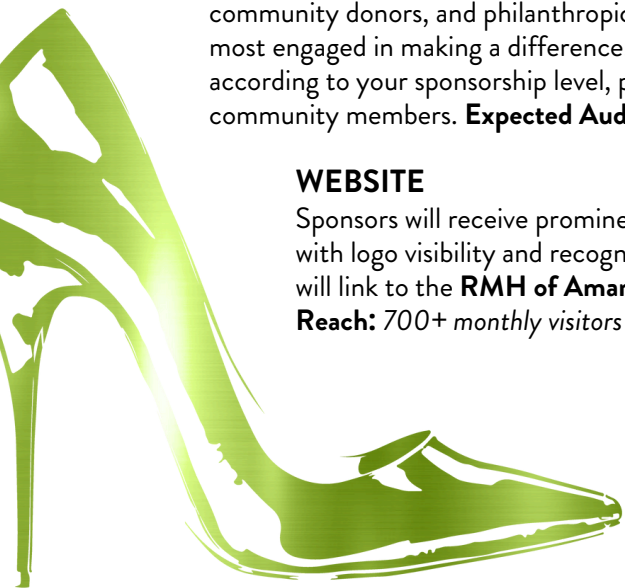 community donors, and philanthropic
most engaged in making a difference
according to your sponsorship level, p
community members. Expected Aud
WEBSITE
Sponsors will receive promine
with logo visibility and recogn
will link to the RMH of Amar
Reach: 700+ monthly visitors